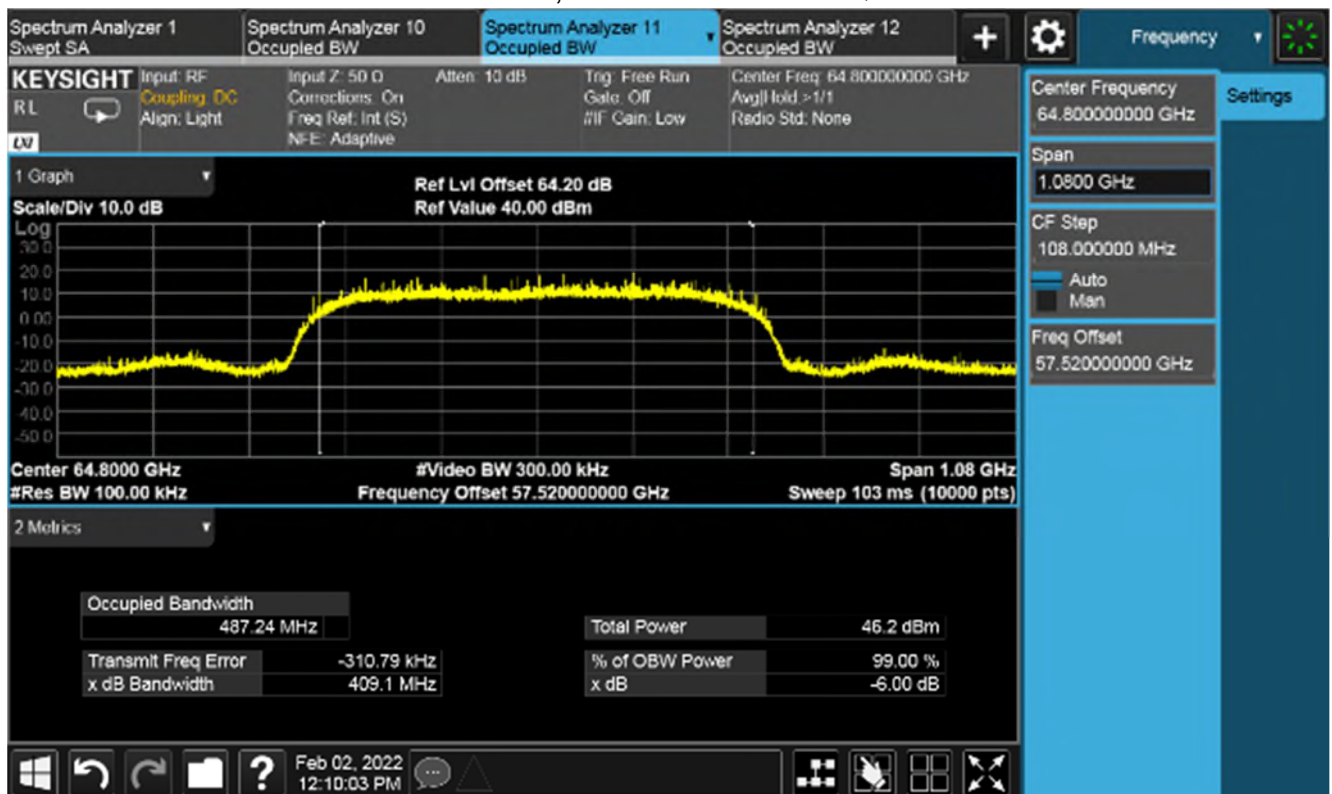 Spectrum Analyzer 1
Swept SA
Spectrum Analyzer 10
Occupied BW
Spectrum Analyzer 11
Occupied BW
Spectrum Analyzer 12
Occupied BW
+
Frequency
KEYSIGHT
RL
LXI
Input: RF
Coupling: DC
Align: Light
Input Z: 50 Ω
Corrections: On
Freq Ref: Int (S)
NFE: Adaptive
Atten: 10 dB
Trig: Free Run
Gate: Off
#IF Gain: Low
Center Freq: 64.800000000 GHz
Avg|Hold: >1/1
Radio Std: None
Center Frequency
64.800000000 GHz
Settings
Span
1.0800 GHz
CF Step
108.000000 MHz
Auto
Man
Freq Offset
57.520000000 GHz
1 Graph
Scale/Div 10.0 dB
Ref Lvl Offset 64.20 dB
Ref Value 40.00 dBm
Log
30.0
20.0
10.0
0.00
-10.0
-20.0
-30.0
-40.0
-50.0
Center 64.8000 GHz
#Video BW 300.00 kHz
Span 1.08 GHz
#Res BW 100.00 kHz
Frequency Offset 57.520000000 GHz
Sweep 103 ms (10000 pts)
2 Metrics
Occupied Bandwidth
487.24 MHz
Total Power 46.2 dBm
Transmit Freq Error -310.79 kHz
% of OBW Power 99.00 %
x dB Bandwidth 409.1 MHz
x dB -6.00 dB
?
Feb 02, 2022
12:10:03 PM